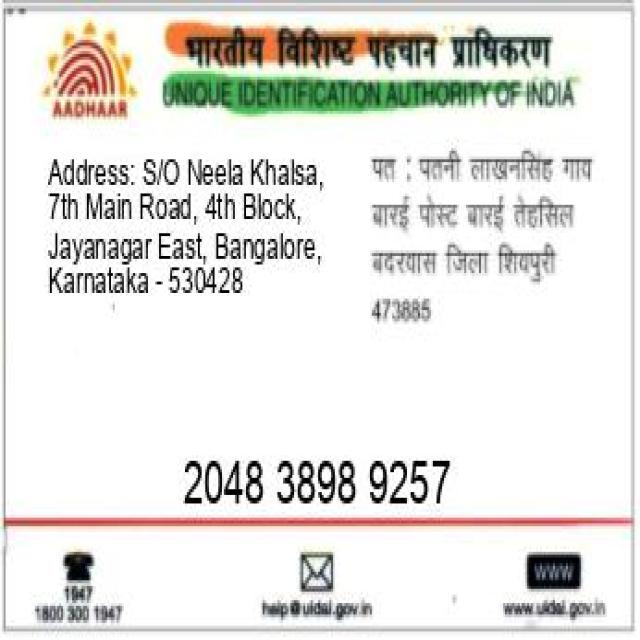 भारतीय विशिष्ट पहचान प्राधिकरण
AADHAAR
UNIQUE IDENTIFICATION AUTHORITY OF INDIA
Address: S/O Neela Khalsa,
7th Main Road, 4th Block,
Jayanagar East, Bangalore,
Karnataka - 530428
पत : पतनी लाखनसिंह गाव
बारई पोस्ट बारई तेहसिल
बदरवास जिला शिवपुरी
473885
2048 3898 9257
1947
1800 300 1947
help@uidai.gov.in
WWW
www.uidai.gov.in